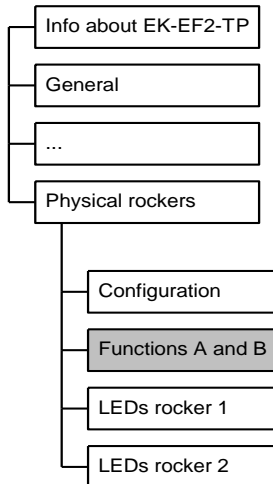 Info about EK-EF2-TP
General
...
Physical rockers
Configuration
Functions A and B
LEDs rocker 1
LEDs rocker 2